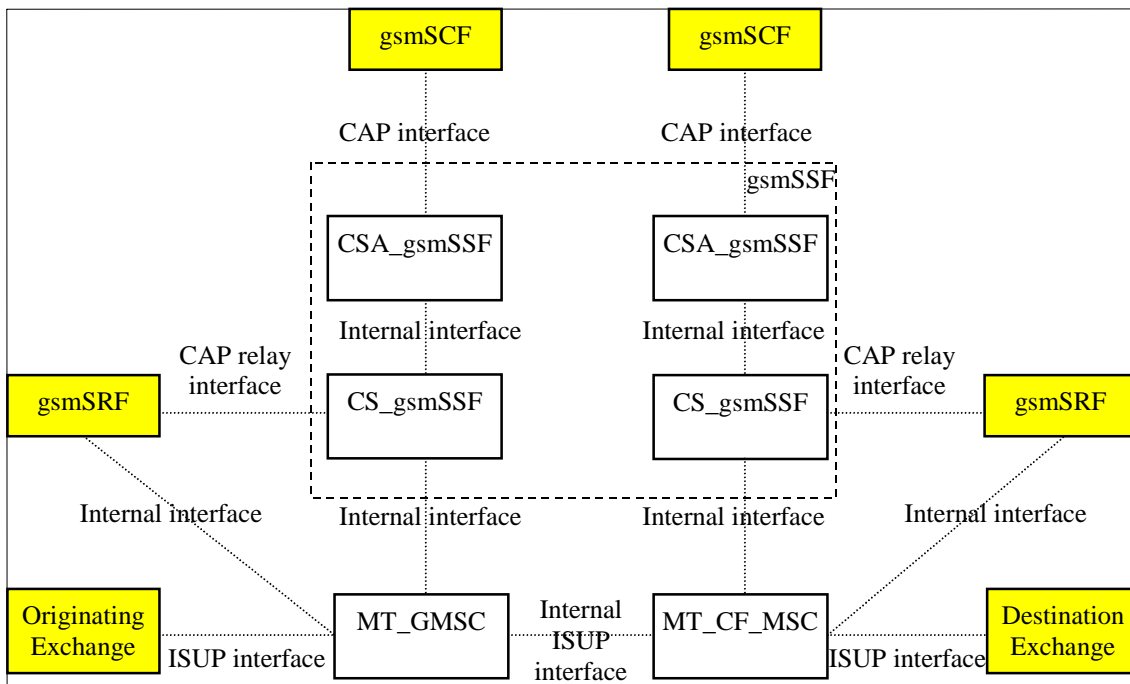 gsmSCF
gsmSCF
CAP interface
CAP interface
gsmSSF
CSA_gsmSSF
CSA_gsmSSF
Internal interface
Internal interface
CAP relay
interface
CAP relay
interface
gsmSRF
CS_gsmSSF
CS_gsmSSF
gsmSRF
Internal interface
Internal interface
Internal interface
Internal interface
Originating
Exchange
ISUP interface
MT_GMSC
Internal
ISUP
interface
MT_CF_MSC
ISUP interface
Destination
Exchange